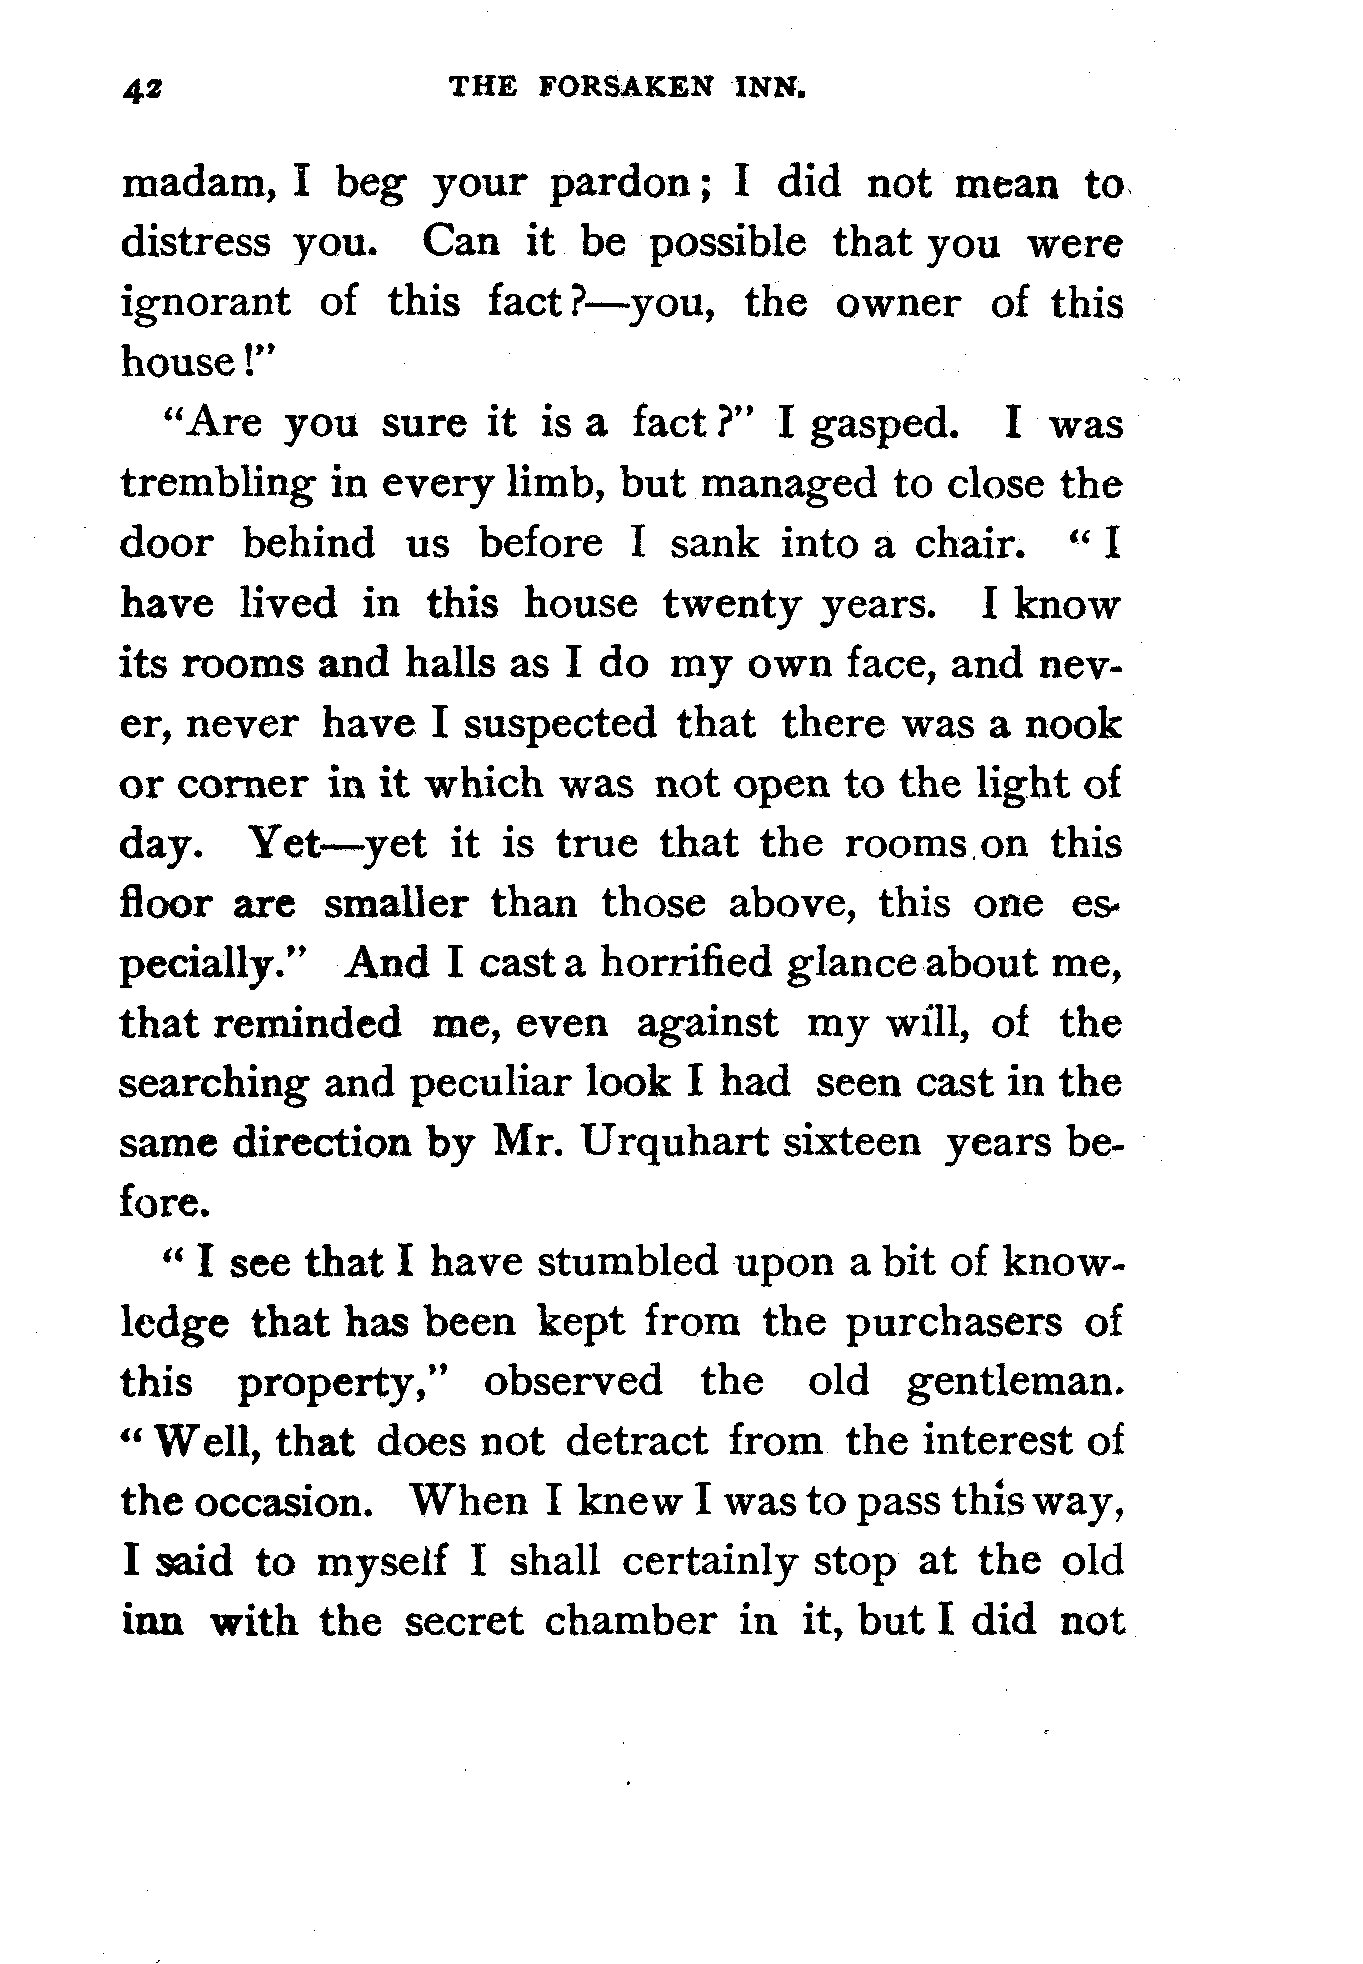 42 THE FORSAKEN INN.
madam, I beg your pardon; I did not mean to
distress you. Can it be possible that you were
ignorant of this fact?—you, the owner of this
house!"
"Are you sure it is a fact?" I gasped. I was
trembling in every limb, but managed to close the
door behind us before I sank into a chair. "I
have lived in this house twenty years. I know
its rooms and halls as I do my own face, and nev-
er, never have I suspected that there was a nook
or corner in it which was not open to the light of
day. Yet—yet it is true that the rooms on this
floor are smaller than those above, this one es-
pecially." And I cast a horrified glance about me,
that reminded me, even against my will, of the
searching and peculiar look I had seen cast in the
same direction by Mr. Urquhart sixteen years be-
fore.
"I see that I have stumbled upon a bit of know-
ledge that has been kept from the purchasers of
this property," observed the old gentleman.
"Well, that does not detract from the interest of
the occasion. When I knew I was to pass this way,
I said to myself I shall certainly stop at the old
inn with the secret chamber in it, but I did not